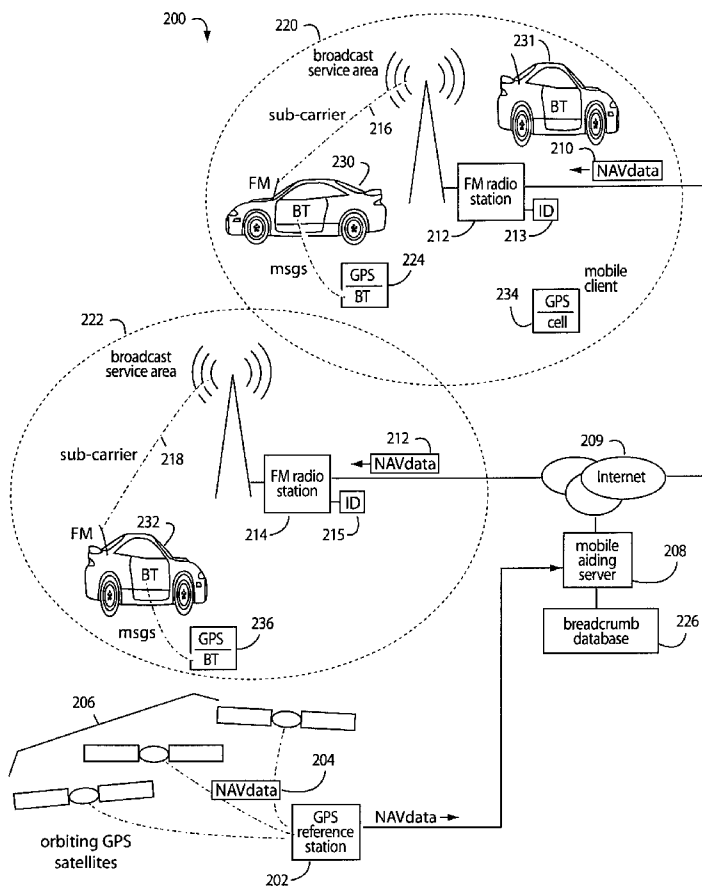 200
220
broadcast
service area
231
BT
sub-carrier
216
210
NAVdata
FM
230
BT
FM radio
station
212
ID
213
msgs
GPS
BT
224
mobile
client
234
GPS
cell
222
broadcast
service area
212
NAVdata
209
Internet
sub-carrier
218
FM radio
station
214
ID
215
FM
232
BT
mobile
aiding
server
208
msgs
GPS
BT
236
breadcrumb
database
226
206
204
NAVdata
GPS
reference
station
202
NAVdata
orbiting GPS
satellites